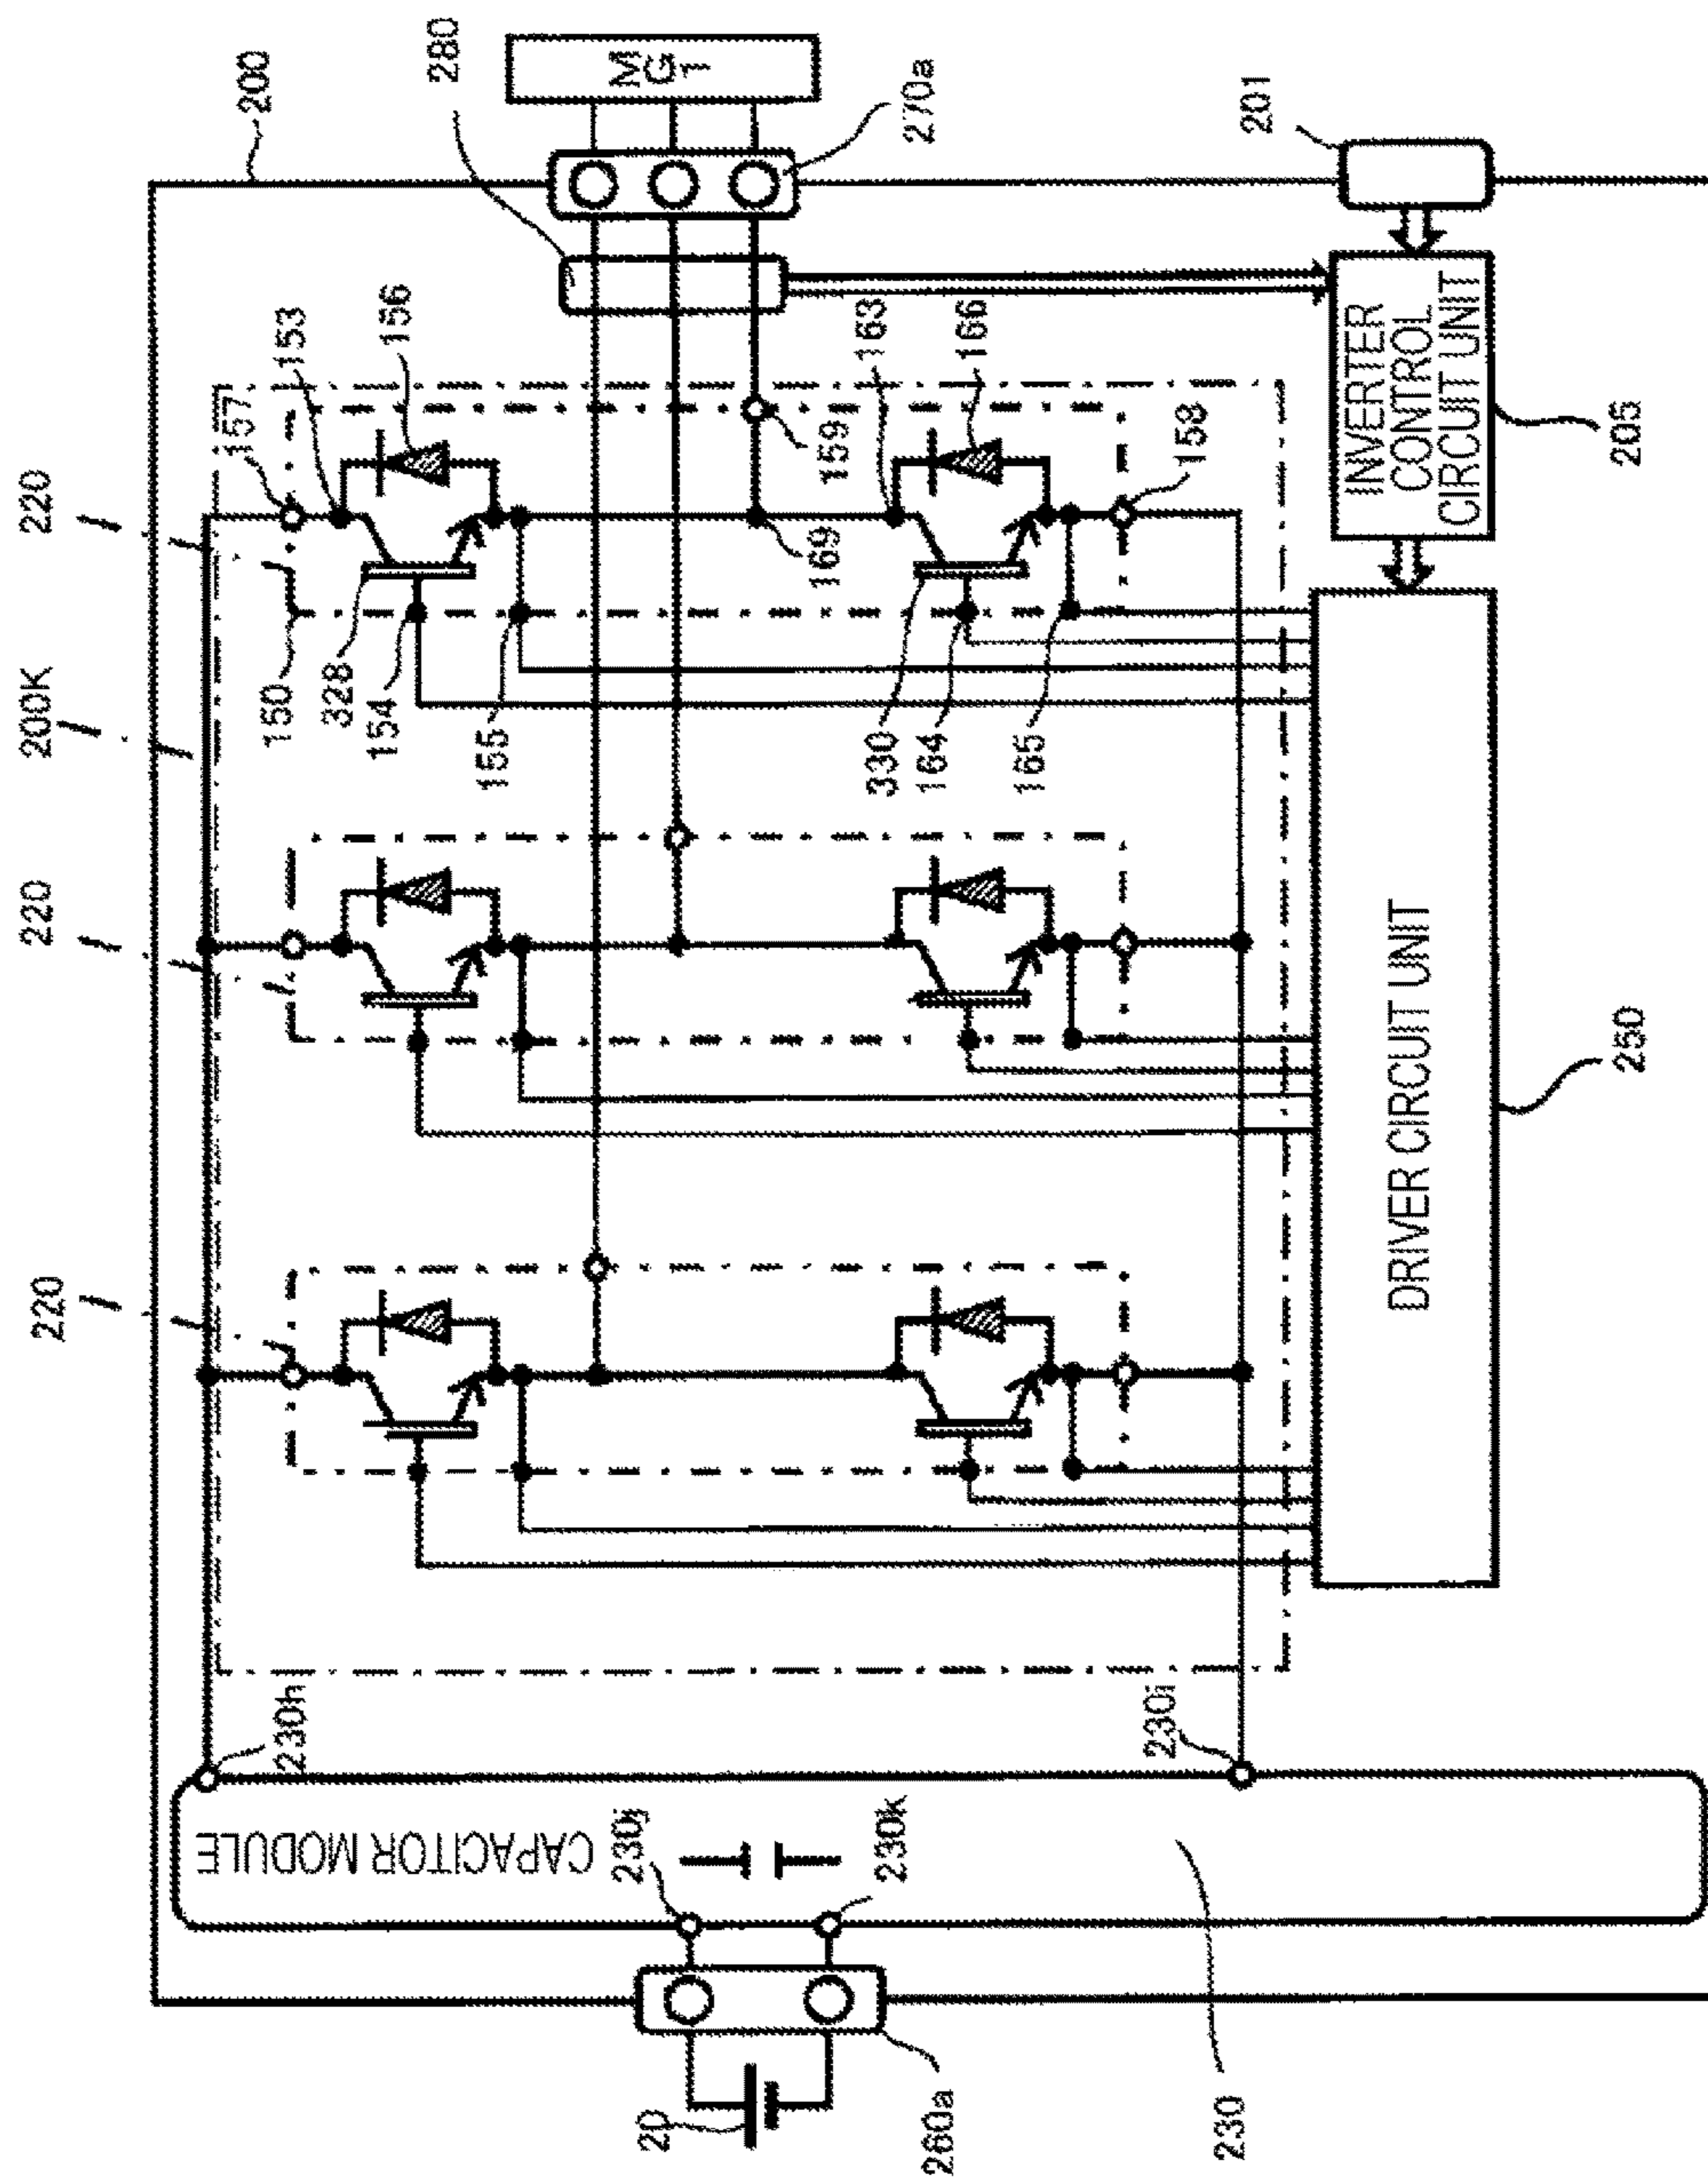 200
280
MG1
270a
201
220
157
153
156
163
166
159
158
169
INVERTER
CONTROL
CIRCUIT UNIT
205
200K
150
328
154
155
330
164
165
220
DRIVER CIRCUIT UNIT
250
220
230h
230i
CAPACITOR MODULE
230j
230k
20
260a
230